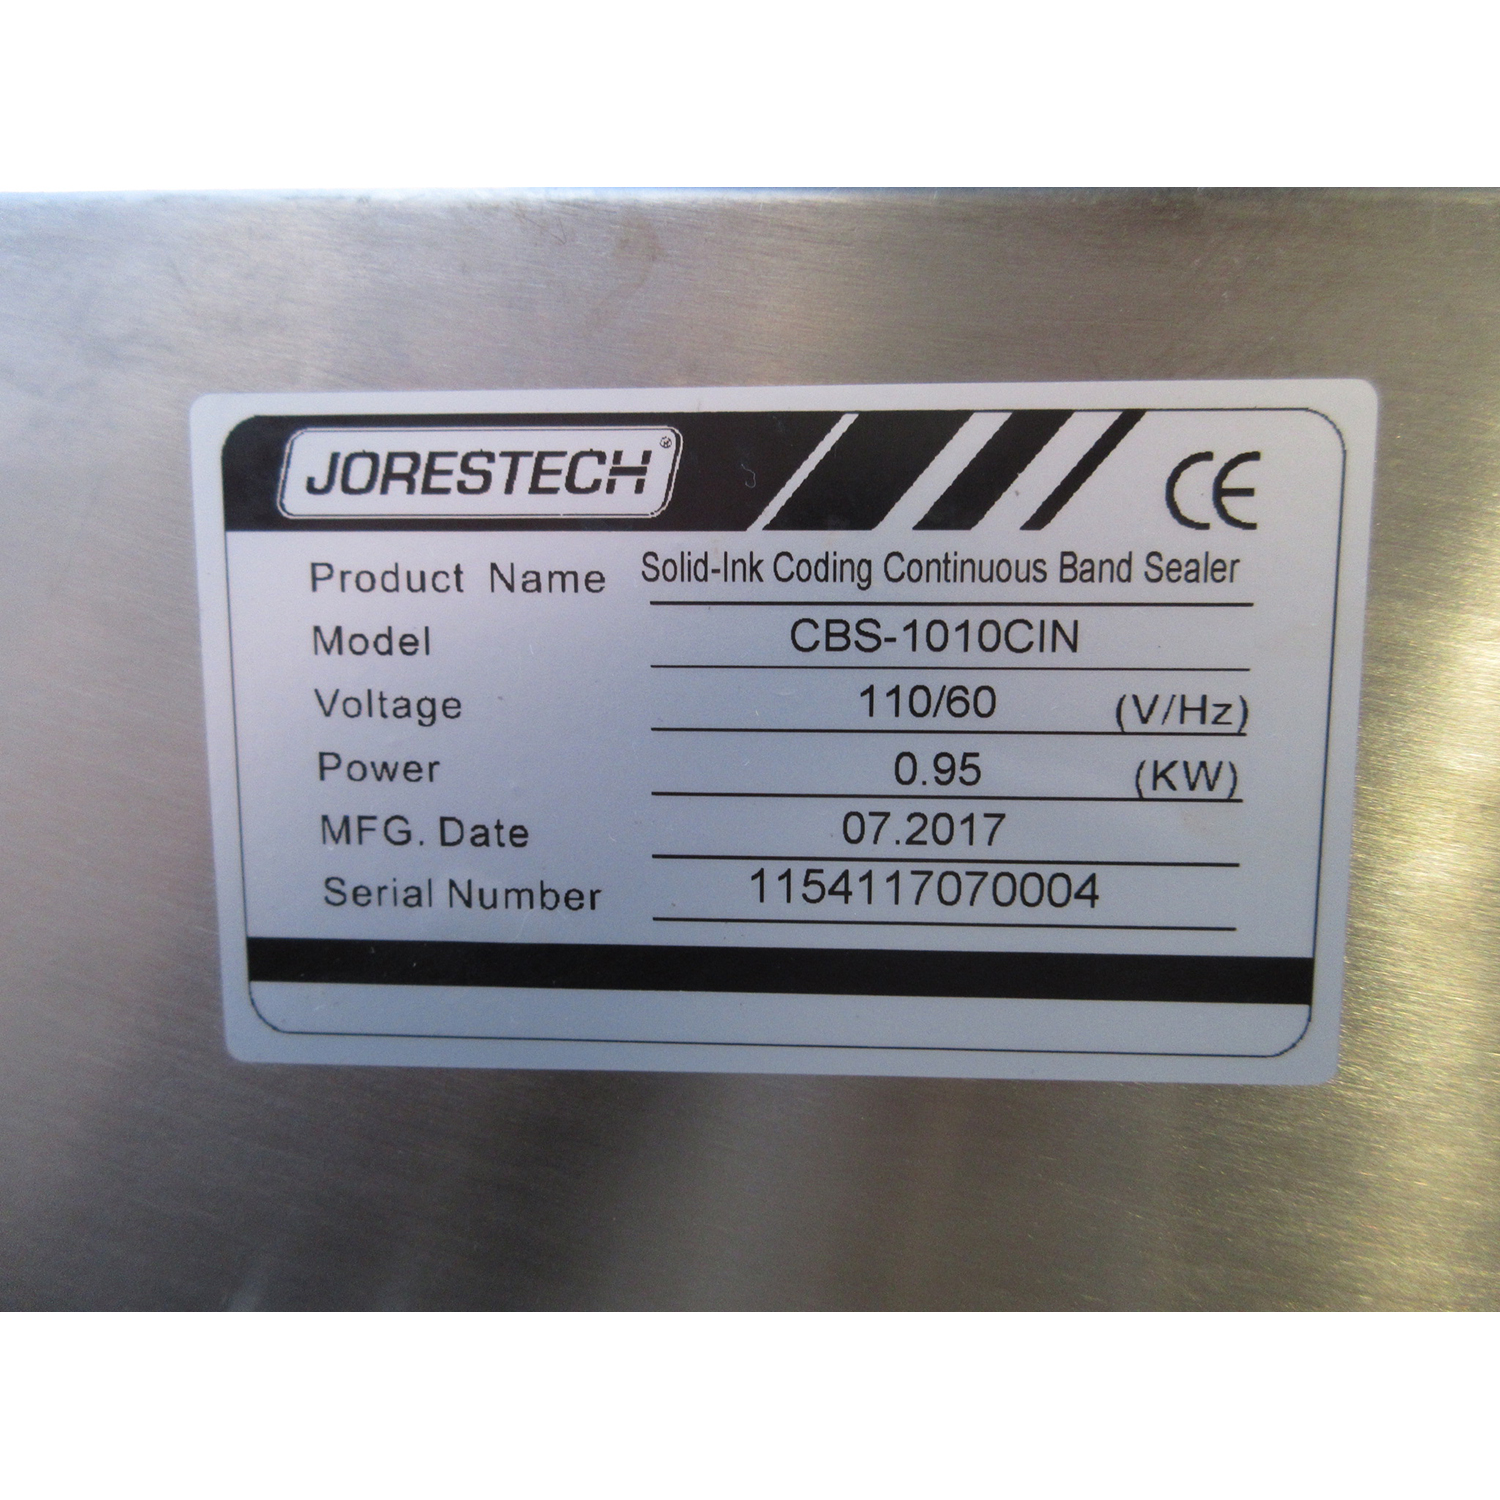 JORESTECH®
CE
Product Name Solid-Ink Coding Continuous Band Sealer
Model CBS-1010CIN
Voltage 110/60 (V/Hz)
Power 0.95 (KW)
MFG. Date 07.2017
Serial Number 1154117070004